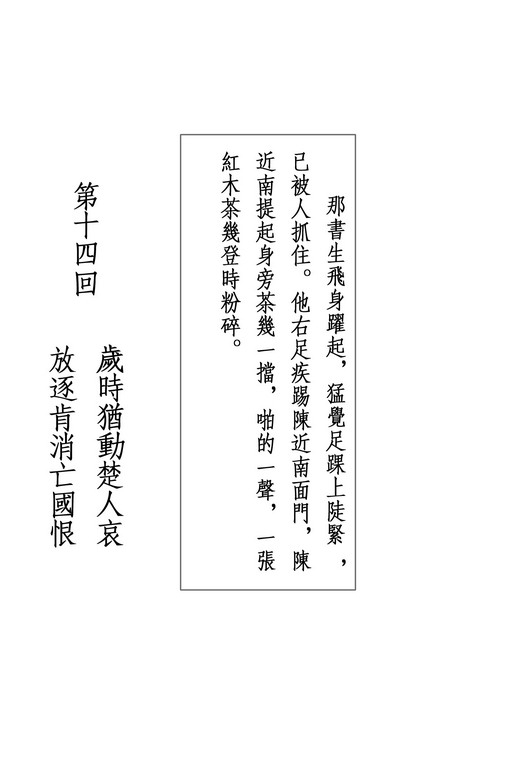 那書生飛身躍起，猛覺足踝上陡緊，
已被人抓住。他右足疾踢陳近南面門，陳
近南提起身旁茶幾一擋，啪的一聲，一張
紅木茶幾登時粉碎。
第十四回
歲時猶動楚人哀
放逐肯消亡國恨